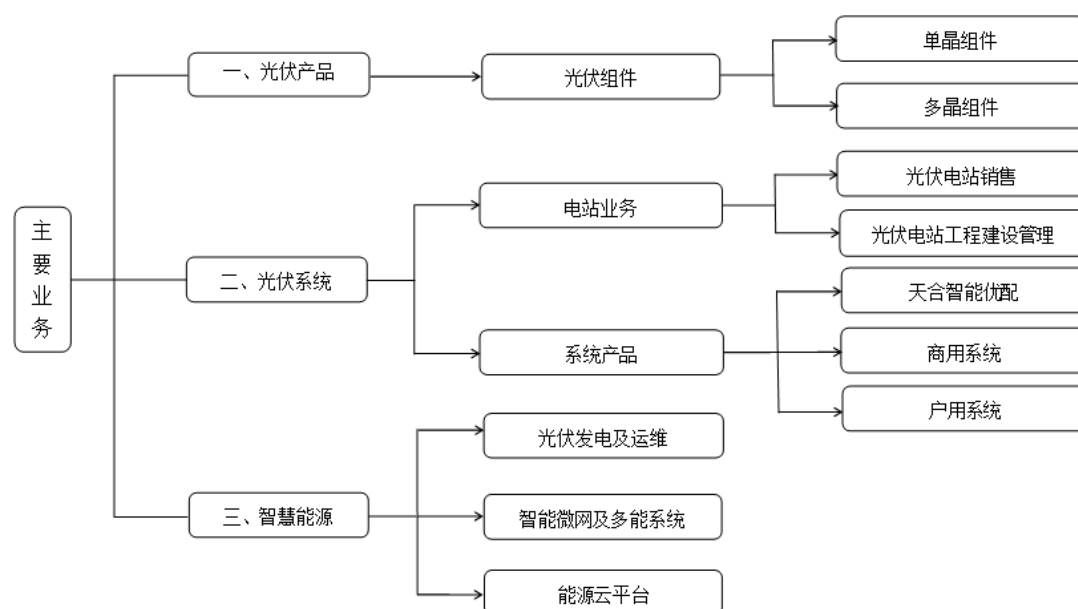 主要业务
一、光伏产品
光伏组件
单晶组件
多晶组件
二、光伏系统
电站业务
光伏电站销售
光伏电站工程建设管理
系统产品
天合智能优配
商用系统
户用系统
三、智慧能源
光伏发电及运维
智能微网及多能系统
能源云平台